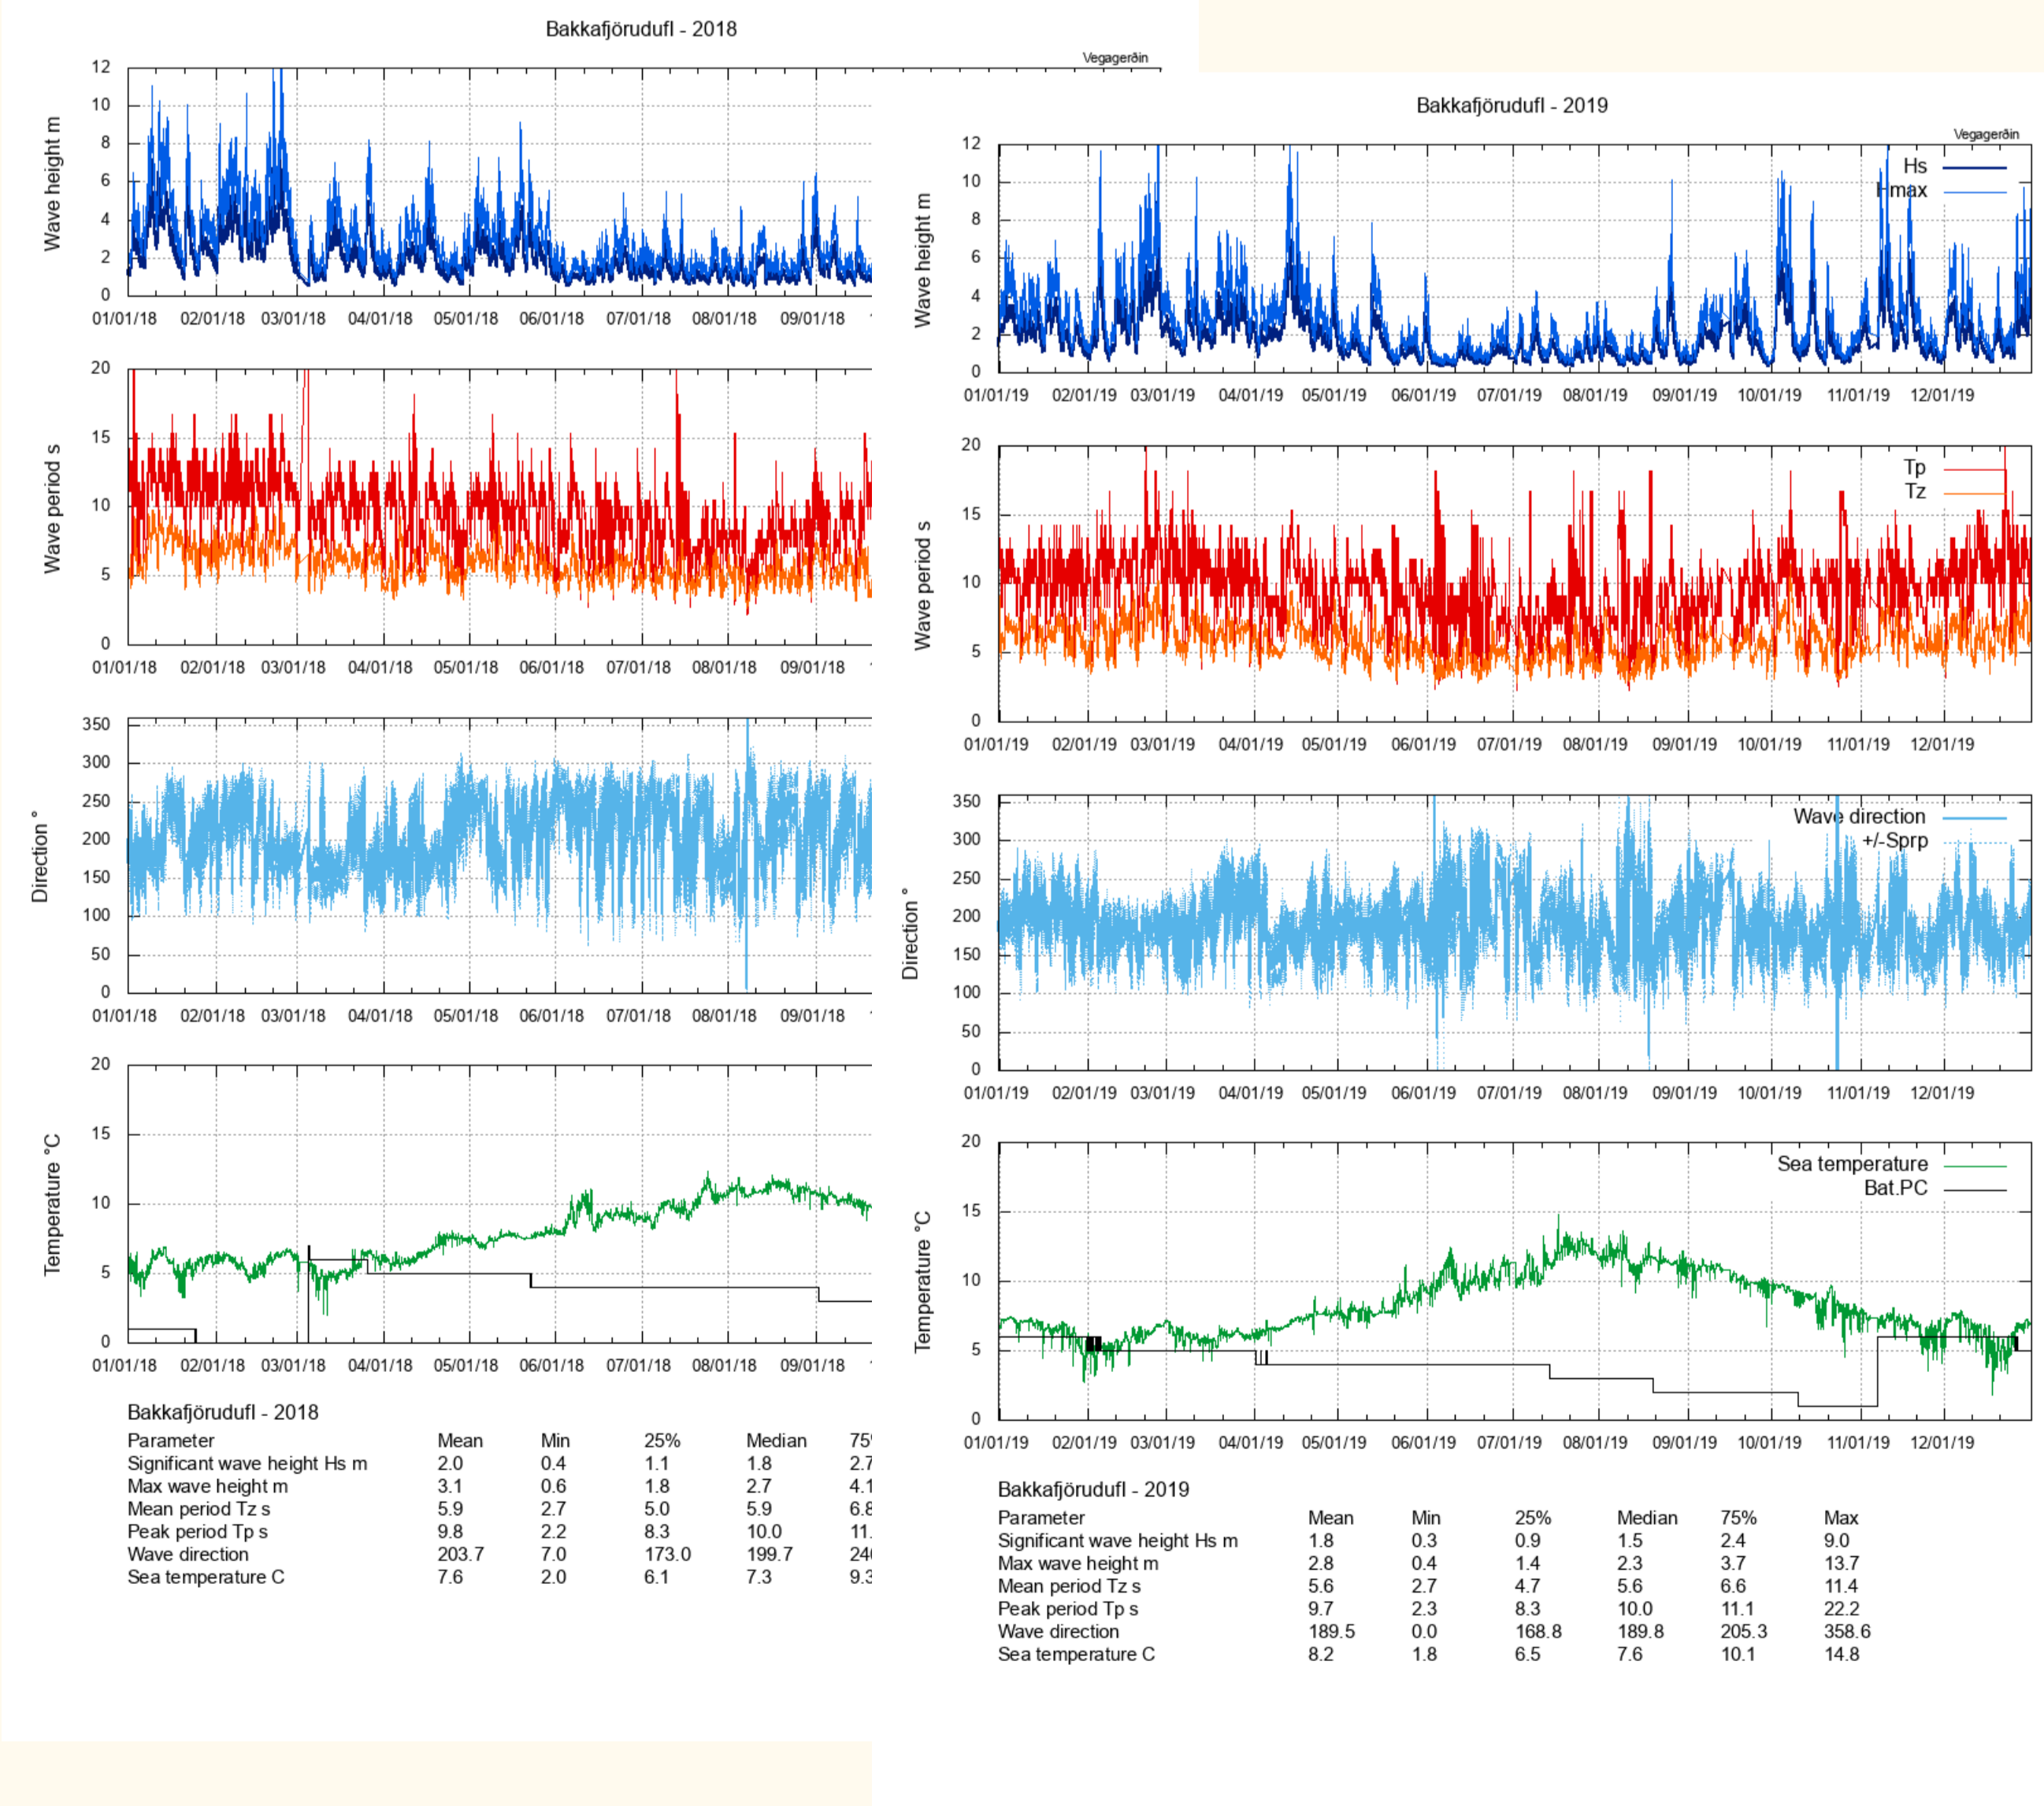 Bakkafjörudufl - 2018
Vegagerðin
Wave height m
12
10
8
6
4
2
0
01/01/18 02/01/18 03/01/18 04/01/18 05/01/18 06/01/18 07/01/18 08/01/18 09/01/18
Wave period s
20
15
10
5
0
01/01/18 02/01/18 03/01/18 04/01/18 05/01/18 06/01/18 07/01/18 08/01/18 09/01/18
Direction °
350
300
250
200
150
100
50
0
01/01/18 02/01/18 03/01/18 04/01/18 05/01/18 06/01/18 07/01/18 08/01/18 09/01/18
Temperature °C
20
15
10
5
0
01/01/18 02/01/18 03/01/18 04/01/18 05/01/18 06/01/18 07/01/18 08/01/18 09/01/18
Bakkafjörudufl - 2018
Parameter Mean Min 25% Median 75
Significant wave height Hs m 2.0 0.4 1.1 1.8 2.7
Max wave height m 3.1 0.6 1.8 2.7 4.1
Mean period Tz s 5.9 2.7 5.0 5.9 6.8
Peak period Tp s 9.8 2.2 8.3 10.0 11.
Wave direction 203.7 7.0 173.0 199.7
Sea temperature C 7.6 2.0 6.1 7.3 9.3
Bakkafjörudufl - 2019
Vegagerðin
Wave height m
12
10
8
6
4
2
0
Hs
Hmax
01/01/19 02/01/19 03/01/19 04/01/19 05/01/19 06/01/19 07/01/19 08/01/19 09/01/19 10/01/19 11/01/19 12/01/19
Wave period s
20
15
10
5
0
Tp
Tz
01/01/19 02/01/19 03/01/19 04/01/19 05/01/19 06/01/19 07/01/19 08/01/19 09/01/19 10/01/19 11/01/19 12/01/19
Direction °
350
300
250
200
150
100
50
0
Wave direction
+/-Sprp
01/01/19 02/01/19 03/01/19 04/01/19 05/01/19 06/01/19 07/01/19 08/01/19 09/01/19 10/01/19 11/01/19 12/01/19
Temperature °C
20
15
10
5
0
Sea temperature
Bat.PC
01/01/19 02/01/19 03/01/19 04/01/19 05/01/19 06/01/19 07/01/19 08/01/19 09/01/19 10/01/19 11/01/19 12/01/19
Bakkafjörudufl - 2019
Parameter Mean Min 25% Median 75% Max
Significant wave height Hs m 1.8 0.3 0.9 1.5 2.4 9.0
Max wave height m 2.8 0.4 1.4 2.3 3.7 13.7
Mean period Tz s 5.6 2.7 4.7 5.6 6.6 11.4
Peak period Tp s 9.7 2.3 8.3 10.0 11.1 22.2
Wave direction 189.5 0.0 168.8 189.8 205.3 358.6
Sea temperature C 8.2 1.8 6.5 7.6 10.1 14.8